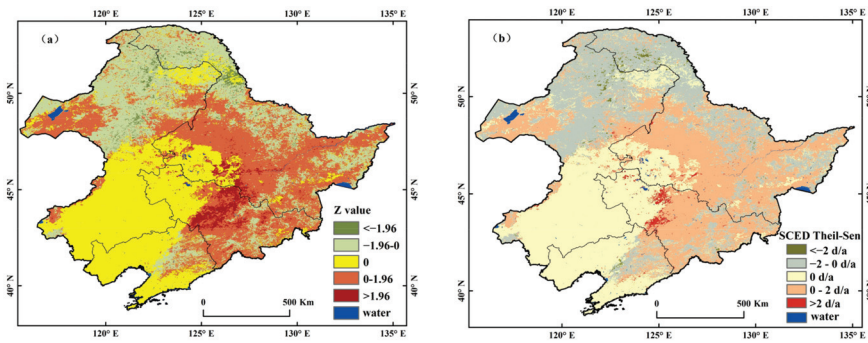 120° E 125° E 130° E 135° E
(a)
50° N
45° N
40° N
Z value
<−1.96
−1.96-0
0
0-1.96
>1.96
water
0 500 Km
120° E 125° E 130° E 135° E
120° E 125° E 130° E 135° E
(b)
50° N
45° N
40° N
SCED Theil-Sen
<−2 d/a
−2 - 0 d/a
0 d/a
0 - 2 d/a
>2 d/a
water
0 500 Km
120° E 125° E 130° E 135° E